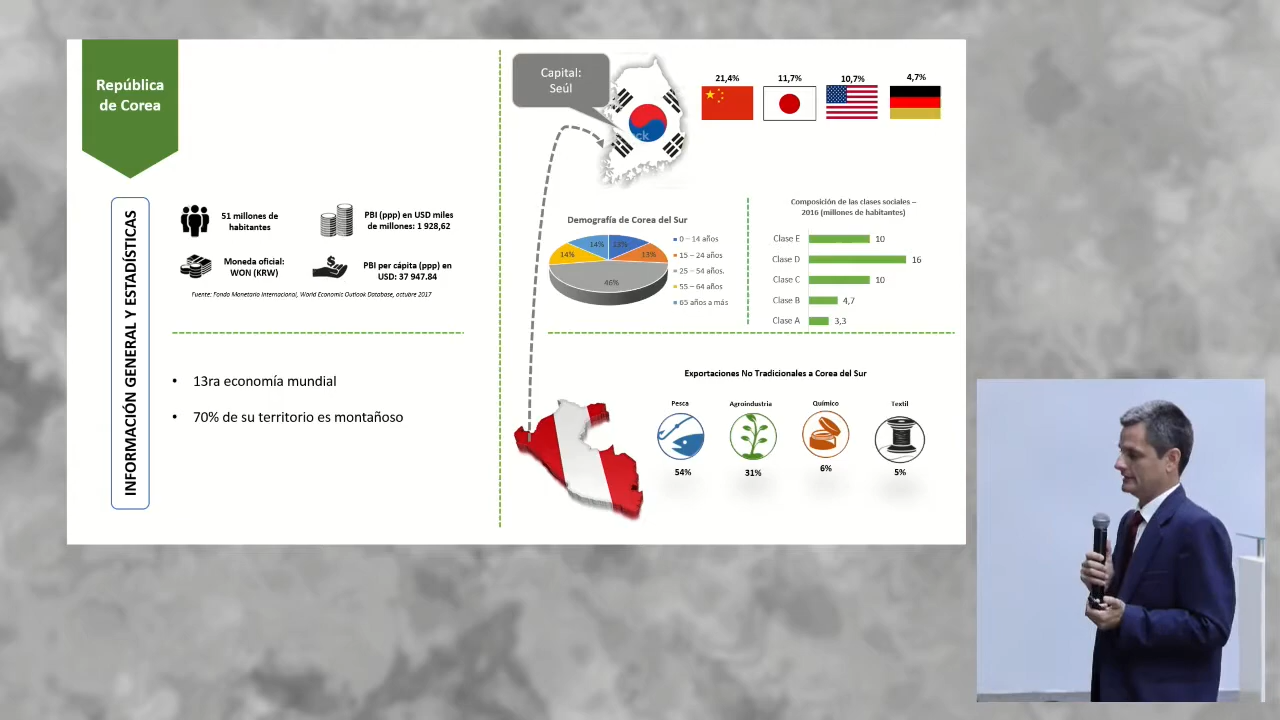 República
de Corea
INFORMACIÓN GENERAL Y ESTADÍSTICAS
51 millones de
habitantes
PBI (ppp) en USD miles
de millones: 1 928,62
Moneda oficial:
WON (KRW)
PBI per cápita (ppp) en
USD: 37 947.84
Fuente: Fondo Monetario Internacional, World Economic Outlook Database, octubre 2017
• 13ra economía mundial
• 70% de su territorio es montañoso
Capital:
Seúl
ck
21,4%
11,7%
10,7%
4,7%
Demografía de Corea del Sur
14%
13%
14%
13%
46%
0 – 14 años
15 – 24 años
25 – 54 años.
55 – 64 años
65 años a más
Composición de las clases sociales –
2016 (millones de habitantes)
Clase E 10
Clase D 16
Clase C 10
Clase B 4,7
Clase A 3,3
Exportaciones No Tradicionales a Corea del Sur
Pesca
Agroindustria
Químico
Textil
54%
31%
6%
5%